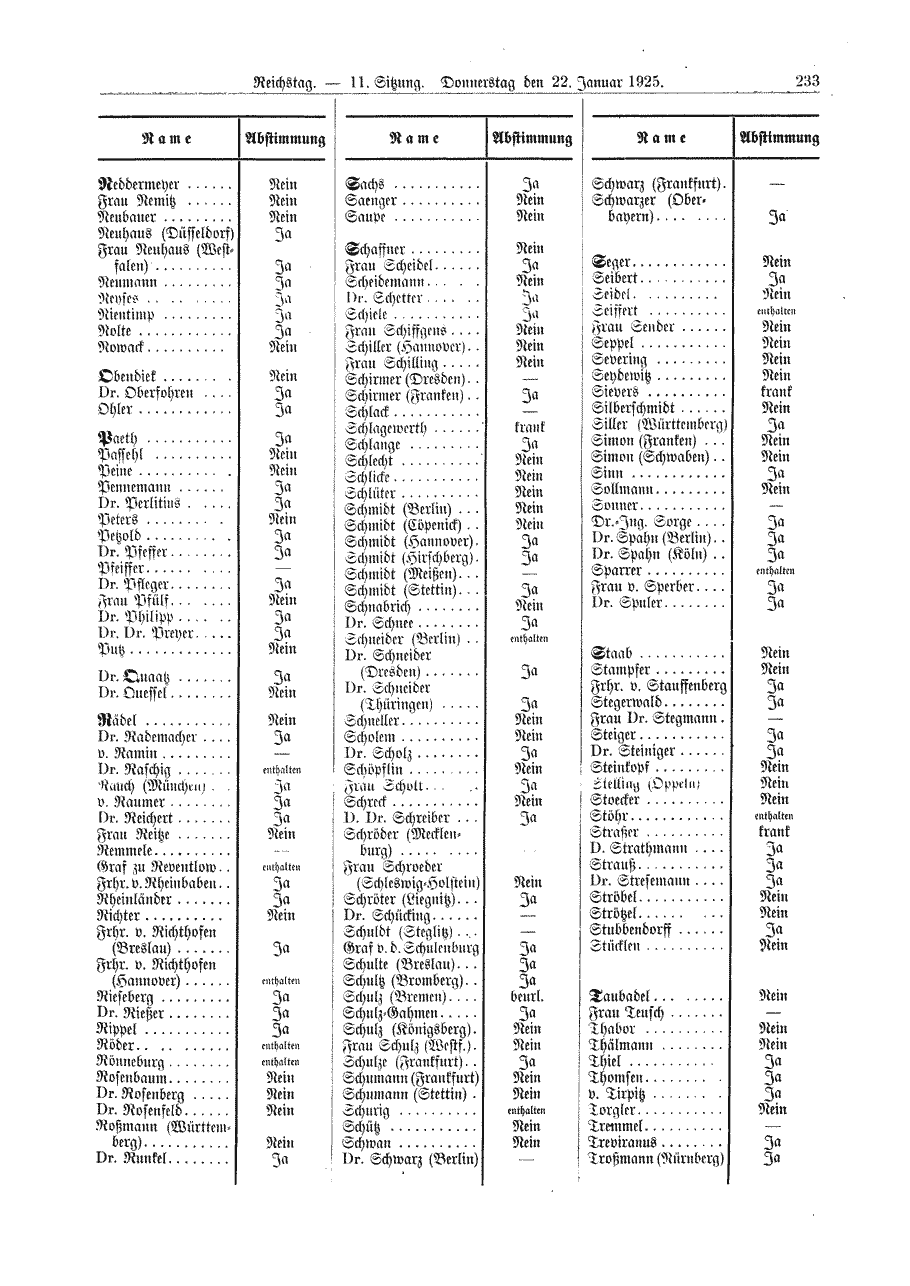 Reichstag. — 11. Sitzung. Donnerstag den 22. Januar 1925. 233
Name Abstimmung
Neddermeyer ...... Nein
Frau Nemitz ...... Nein
Neubauer ......... Nein
Neuhaus (Düsseldorf) Ja
Frau Neuhaus (West-
falen) .......... Ja
Neumann ......... Ja
Neyses ......... Ja
Nientimp ......... Ja
Nolte ............ Ja
Nowack .......... Nein
Obendiek ........ Nein
Dr. Oberfohren .... Ja
Ohler ............ Ja
Paeth ........... Ja
Passehl .......... Nein
Peine ........... Nein
Pennemann ...... Ja
Dr. Perlitius ..... Ja
Peters ........ Nein
Petzold .......... Ja
Dr. Pfeffer ....... Ja
Pfeiffer .......... —
Dr. Pfleger ....... Ja
Frau Pfülf ....... Nein
Dr. Philipp ...... Ja
Dr. Dr. Preyer ..... Ja
Putz ............. Nein
Dr. Quaatz ....... Ja
Dr. Quessel ........ Nein
Rädel ........... Nein
Dr. Rademacher .... Ja
v. Ramin ......... —
Dr. Raschig ....... enthalten
Rauch (München) . . Ja
v. Raumer ........ Ja
Dr. Reichert ....... Ja
Frau Reitze ....... Nein
Remmele .......... —
Graf zu Reventlow .. enthalten
Frhr. v. Rheinbaben .. Ja
Rheinländer ....... Ja
Richter .......... Nein
Frhr. v. Richthofen
(Breslau) ....... Ja
Frhr. v. Richthofen
(Hannover) ...... enthalten
Rieseberg ......... Ja
Dr. Rießer ........ Ja
Rippel ........... Ja
Röder .. .. ...... enthalten
Rönneburg ........ enthalten
Rosenbaum ........ Nein
Dr. Rosenberg ..... Nein
Dr. Rosenfeld ...... Nein
Roßmann (Württem-
berg) ........... Nein
Dr. Runkel ........ Ja
Name Abstimmung
Sachs ........... Ja
Saenger .......... Nein
Saupe .......... Nein
Schaffner ......... Nein
Frau Scheidel ...... Ja
Scheidemann ...... Nein
Dr. Schetter ...... Ja
Schiele .......... Ja
Frau Schiffgens .... Nein
Schiller (Hannover) .. Nein
Frau Schilling ..... Nein
Schirmer (Dresden) .. —
Schirmer (Franken) .. Ja
Schlack ........... —
Schlagewerth ...... krank
Schlange ......... Ja
Schlecht .......... Nein
Schlicke ........... Nein
Schlüter .......... Nein
Schmidt (Berlin) ... Nein
Schmidt (Cöpenick) .. Nein
Schmidt (Hannover) . Ja
Schmidt (Hirschberg) . Ja
Schmidt (Meißen) ... —
Schmidt (Stettin) ... Ja
Schnabrich ........ Nein
Dr. Schnee ........ Ja
Schneider (Berlin) .. enthalten
Dr. Schneider
(Dresden) ....... Ja
Dr. Schneider
(Thüringen) ..... Ja
Schneller .......... Nein
Scholem .......... Nein
Dr. Scholz ........ Ja
Schöpflin ......... Nein
Frau Schott ..... Ja
Schreck .......... Nein
D. Dr. Schreiber ... Ja
Schröder (Mecklen-
burg) ..........
Frau Schroeder
(Schleswig-Holstein) Nein
Schröter (Liegnitz) ... Ja
Dr. Schücking ...... —
Schuldt (Steglitz) ... —
Graf v. d. Schulenburg Ja
Schulte (Breslau) ... Ja
Schultz (Bromberg) .. Ja
Schulz (Bremen) .... beurl.
Schulz-Gahmen ..... Ja
Schulz (Königsberg) . Nein
Frau Schulz (Westf.) . Nein
Schulze (Frankfurt) .. Ja
Schumann (Frankfurt) Nein
Schumann (Stettin) . Nein
Schurig .......... enthalten
Schütz ........... Nein
Schwan .......... Nein
Dr. Schwarz (Berlin) —
Name Abstimmung
Schwarz (Frankfurt) . —
Schwarzer (Ober-
bayern) .... .... Ja
Seger ............ Nein
Seibert ........... Ja
Seidel .......... Nein
Seiffert .......... enthalten
Frau Sender ...... Nein
Seppel ........... Nein
Severing ......... Nein
Seydewitz ......... Nein
Sievers .......... krank
Silberschmidt ...... Nein
Siller (Württemberg) Ja
Simon (Franken) ... Nein
Simon (Schwaben) .. Nein
Sinn ............ Ja
Sollmann ......... Nein
Sonner ........... —
Dr.-Ing. Sorge .... Ja
Dr. Spahn (Berlin) .. Ja
Dr. Spahn (Köln) .. Ja
Sparrer .......... enthalten
Frau v. Sperber .... Ja
Dr. Spuler ........ Ja
Staab ........... Nein
Stampfer ......... Nein
Frhr. v. Stauffenberg Ja
Stegerwald ........ Ja
Frau Dr. Stegmann . —
Steiger ........... Ja
Dr. Steiniger ...... Ja
Steinkopf ......... Nein
Stelling (Oppeln) Nein
Stoecker .......... Nein
Stöhr ............ enthalten
Straßer .......... krank
D. Strathmann .... Ja
Strauß ........... Ja
Dr. Stresemann .... Ja
Ströbel ........... Nein
Strötzel ...... ... Nein
Stubbendorff ...... Ja
Stücklen .......... Nein
Taubadel ... ..... Nein
Frau Teusch ...... —
Thabor .......... Nein
Thälmann ........ Nein
Thiel ........... Ja
Thomsen ........ Ja
v. Tirpitz ....... Ja
Torgler .......... Nein
Tremmel .......... —
Treviranus ........ Ja
Troßmann (Nürnberg) Ja